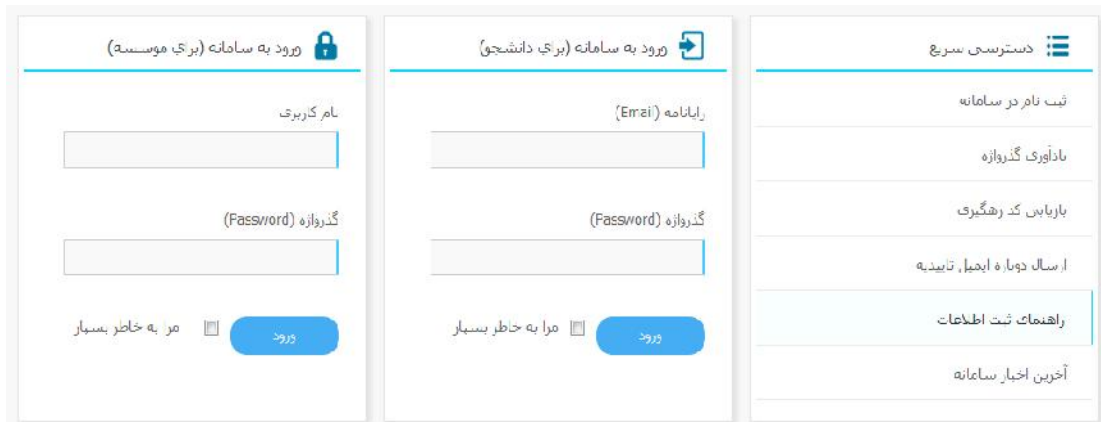 دسترسی سریع
ثبت نام در سامانه
یادآوری گذرواژه
بازیابی کد رهگیری
ارسال دوباره ایمیل تاییدیه
راهنمای ثبت اطلاعات
آخرین اخبار سامانه
ورود به سامانه (برای دانشجو)
رایانامه (Email)
گذرواژه (Password)
ورود
مرا به خاطر بسپار
ورود به سامانه (برای موسسه)
نام کاربری
گذرواژه (Password)
ورود
مرا به خاطر بسپار